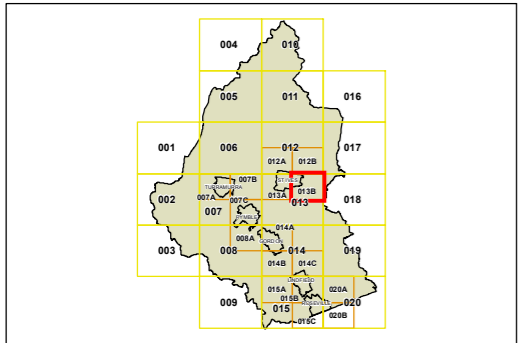 004 010
005 011 016
001 006 012 017
012A 012B
TURRAMURRA 007B ST IVES
002 007A 007C 013A 013B 018
007 013
PYMBLE
008A GORDON 014A
003 008 014 019
014B 014C
LINDFIELD
009 015A 020A
015B ROSEVILLE 020
015 015C 020B